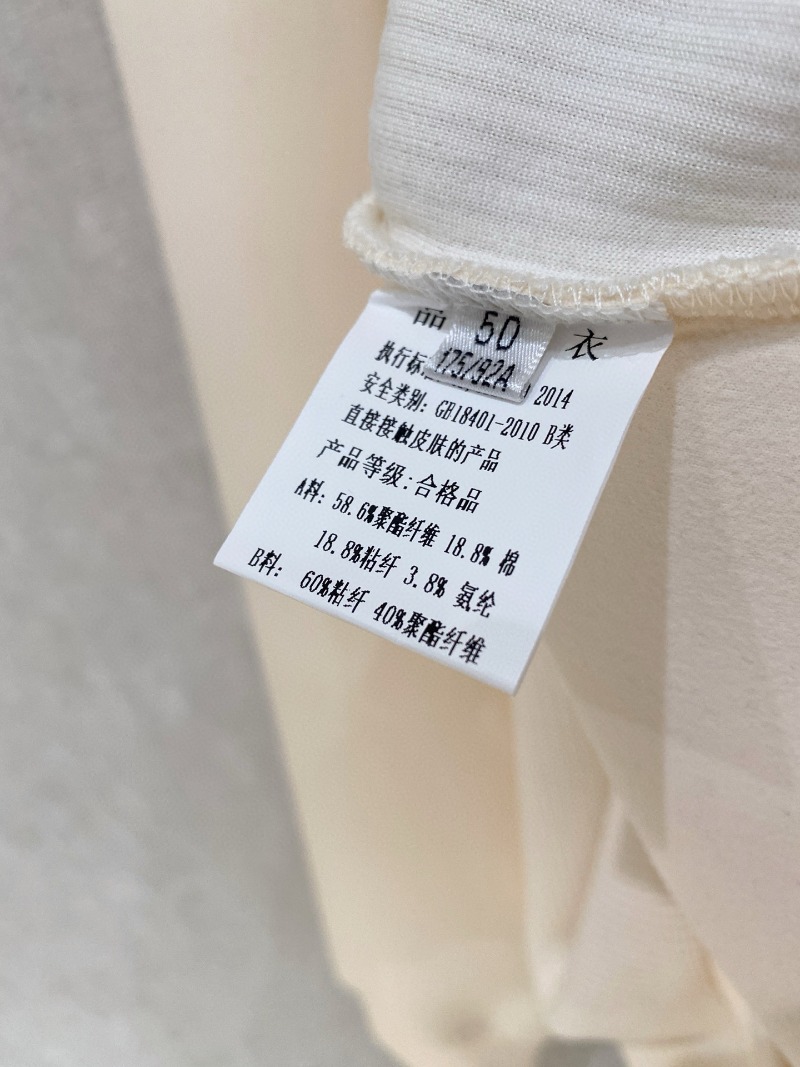 品 衣
50
175/92A
执行标 2014
安全类别: GB18401-2010 B类
直接接触皮肤的产品
产品等级:合格品
A料: 58.6%聚酯纤维 18.8% 棉
18.8%粘纤 3.8% 氨纶
B料: 60%粘纤 40%聚酯纤维